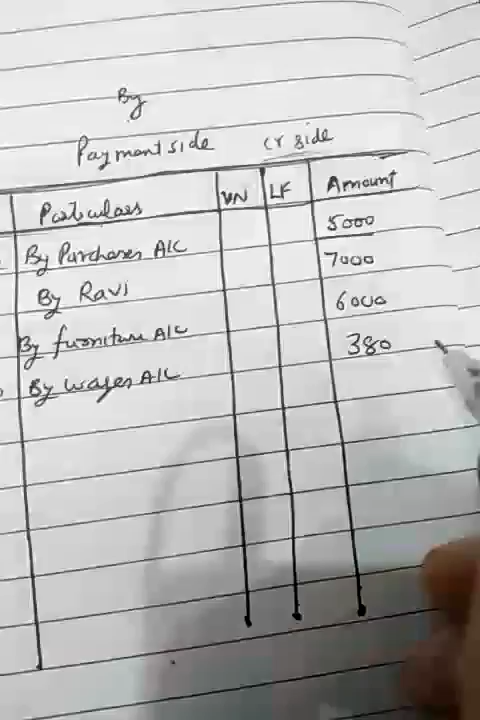 By
Payment side Cr side
Particulars VN LF Amount
By Purchases A/C 5000
By Ravi 7000
By furniture A/C 6000
By wages A/C 380